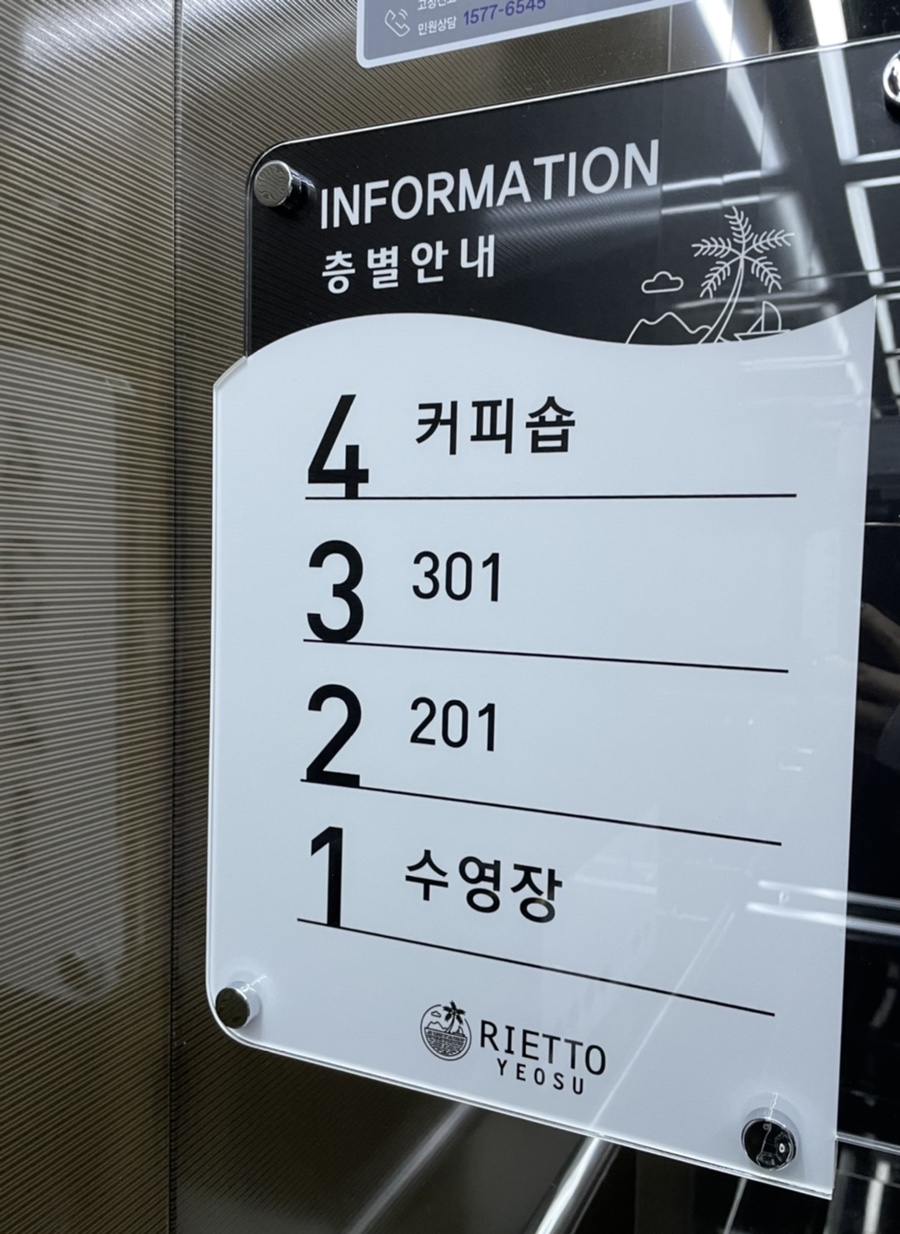 민원상담 1577-6545
INFORMATION
층별안내
4 커피숍
3 301
2 201
1 수영장
RIETTO
YEOSU